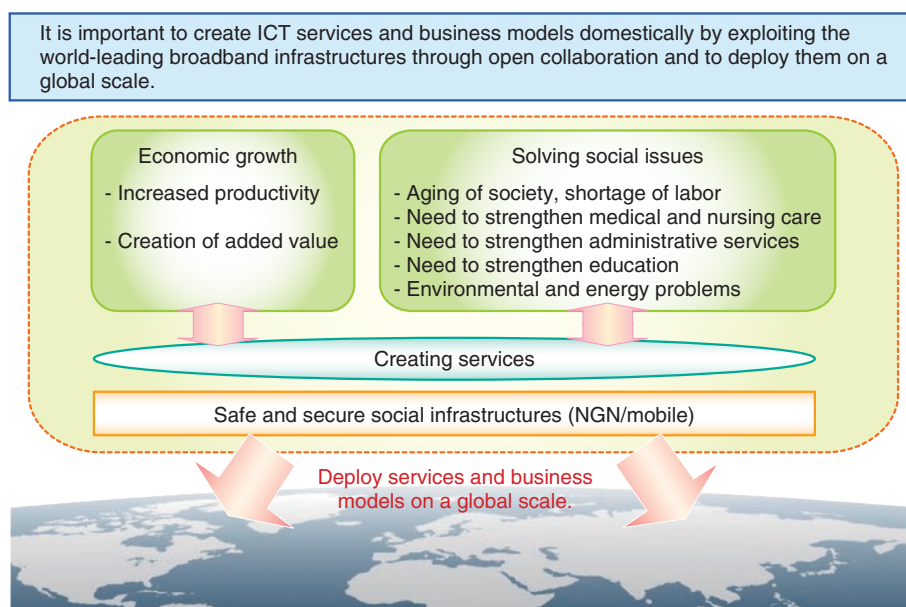 It is important to create ICT services and business models domestically by exploiting the
world-leading broadband infrastructures through open collaboration and to deploy them on a
global scale.
Economic growth
- Increased productivity
- Creation of added value
Solving social issues
- Aging of society, shortage of labor
- Need to strengthen medical and nursing care
- Need to strengthen administrative services
- Need to strengthen education
- Environmental and energy problems
Creating services
Safe and secure social infrastructures (NGN/mobile)
Deploy services and business
models on a global scale.